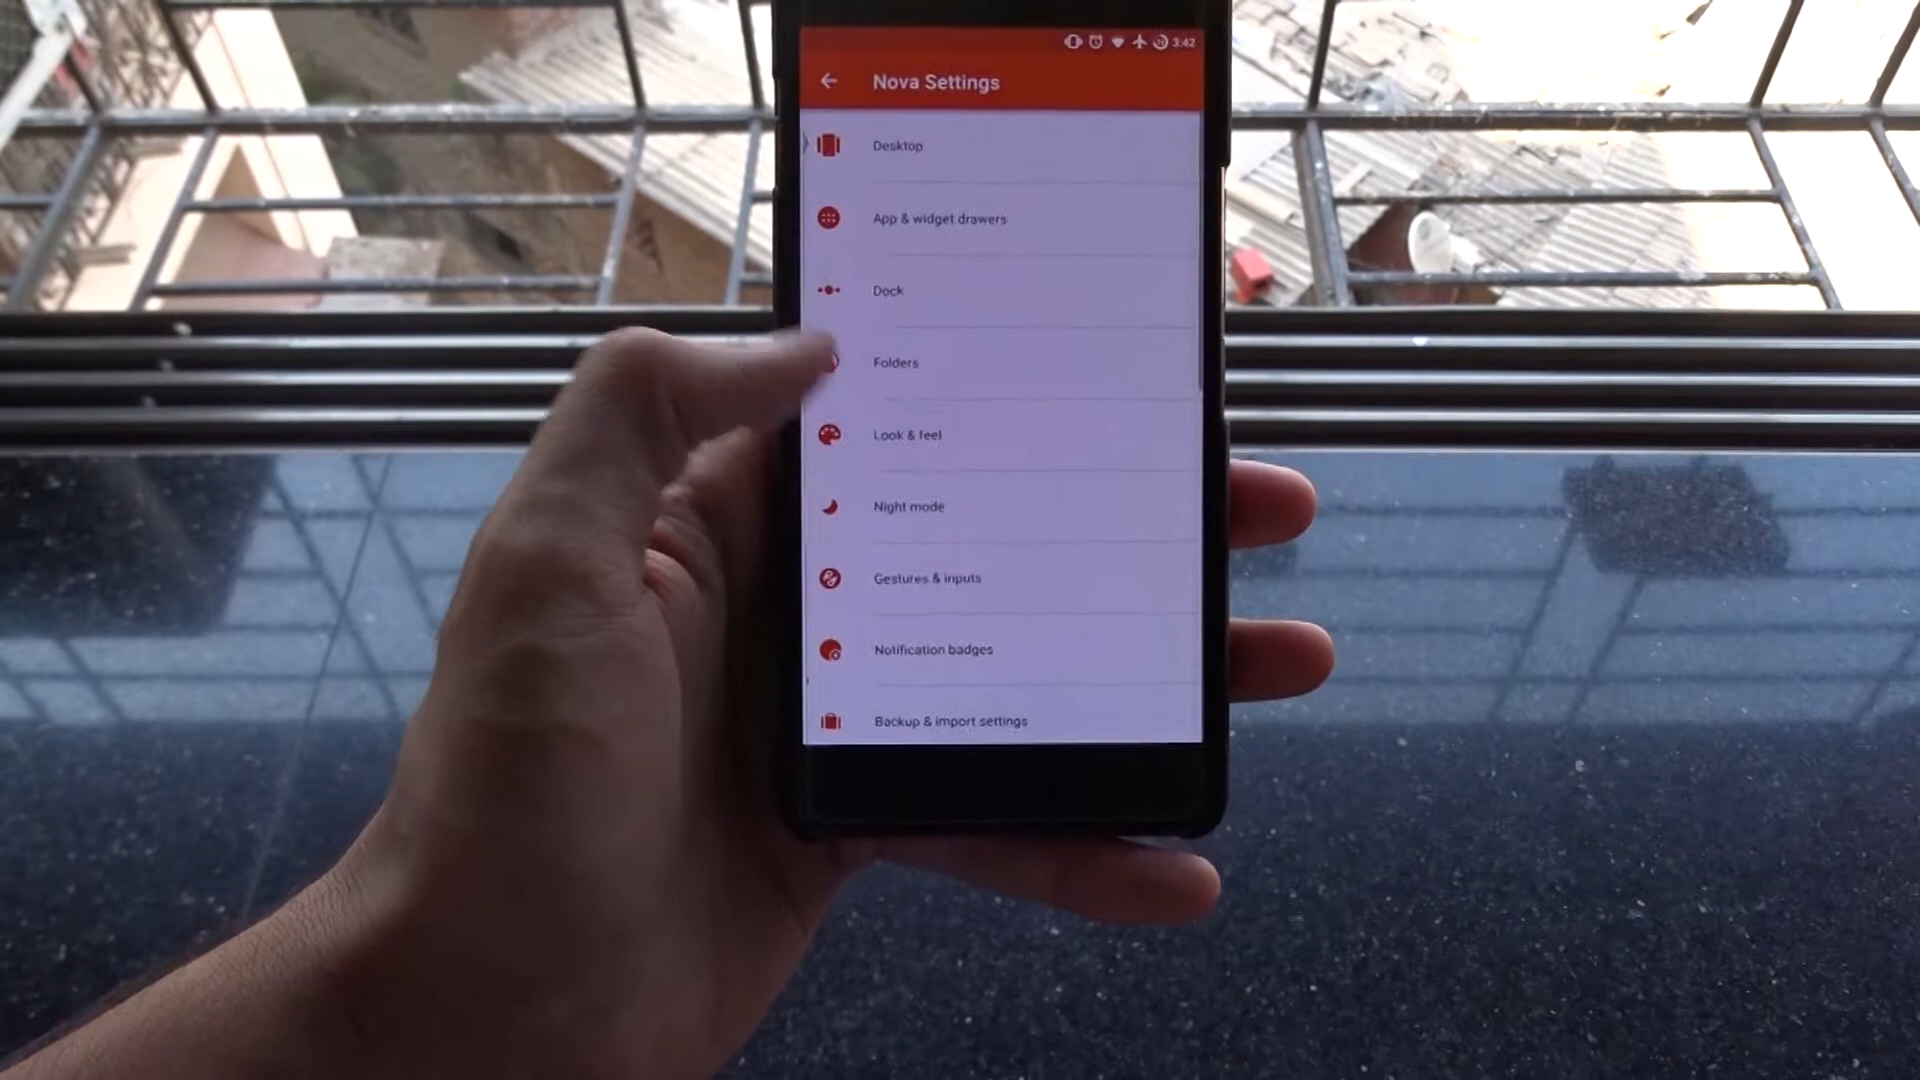 3:42
Nova Settings
Desktop
App & widget drawers
Dock
Folders
Look & feel
Night mode
Gestures & inputs
Notification badges
Backup & import settings